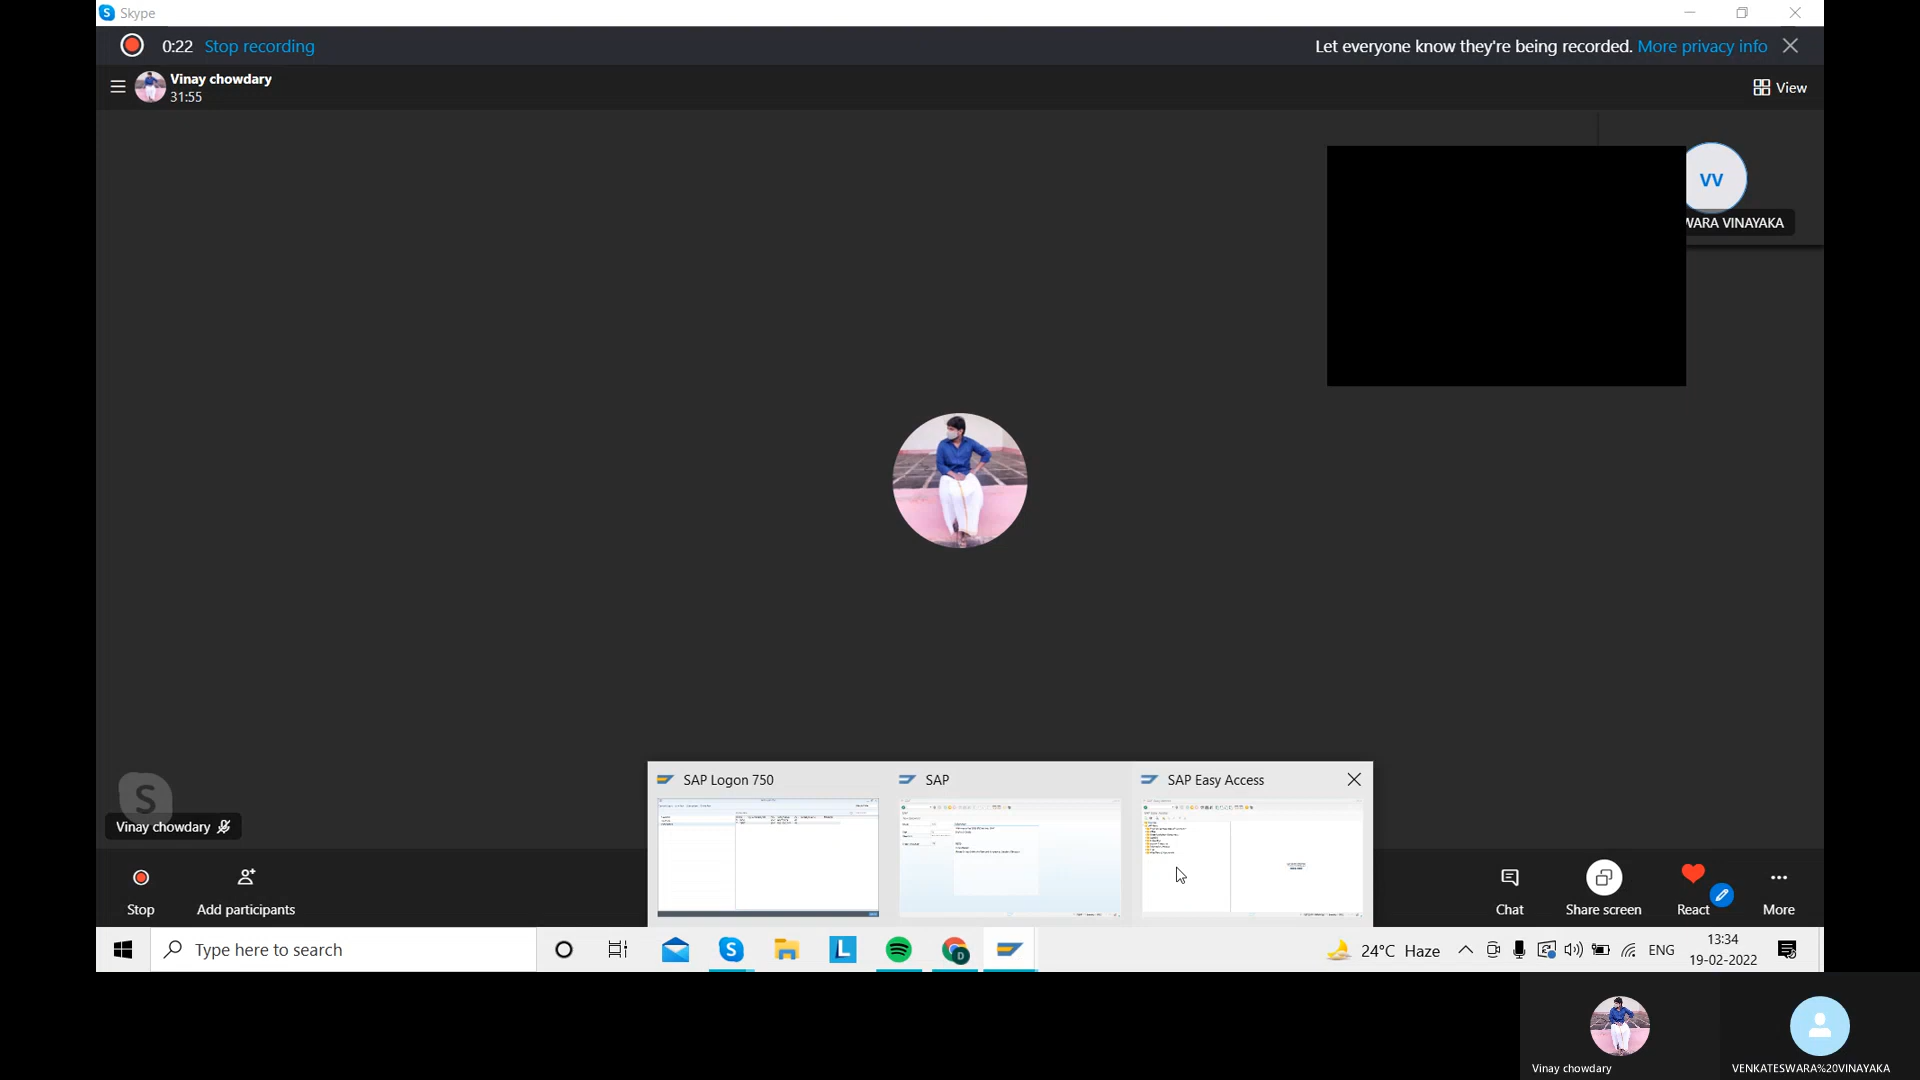 Skype
0:22 Stop recording
Let everyone know they're being recorded. More privacy info
Vinay chowdary
31:55
View
VV
WARA VINAYAKA
S
Vinay chowdary
SAP Logon 750
SAP
SAP Easy Access
Stop
Add participants
Chat
Share screen
React
More
Type here to search
L
D
24°C Haze
ENG
13:34
19-02-2022
Vinay chowdary
VENKATESWARA%20VINAYAKA